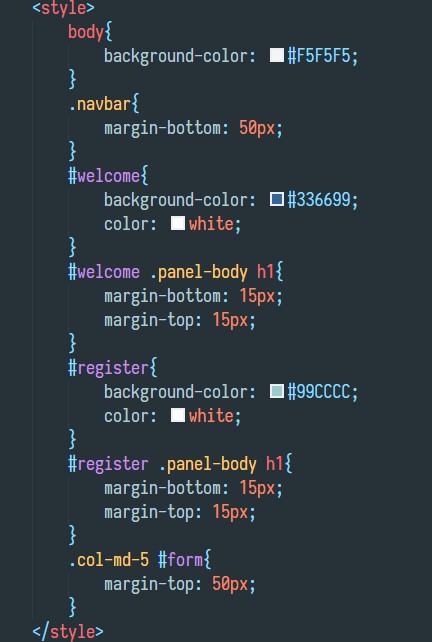 <style>
body{
background-color: #F5F5F5;
}
.navbar{
margin-bottom: 50px;
}
#welcome{
background-color: #336699;
color: white;
}
#welcome .panel-body h1{
margin-bottom: 15px;
margin-top: 15px;
}
#register{
background-color: #99CCCC;
color: white;
}
#register .panel-body h1{
margin-bottom: 15px;
margin-top: 15px;
}
.col-md-5 #form{
margin-top: 50px;
}
</style>